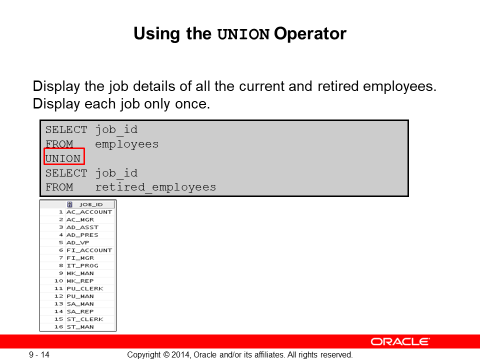 Using the UNION Operator
Display the job details of all the current and retired employees.
Display each job only once.
SELECT job_id
FROM employees
UNION
SELECT job_id
FROM retired_employees
JOB_ID
1 AC_ACCOUNT
2 AC_MGR
3 AD_ASST
4 AD_PRES
5 AD_VP
6 FI_ACCOUNT
7 FI_MGR
8 IT_PROG
9 MK_MAN
10 MK_REP
11 PU_CLERK
12 PU_MAN
13 SA_MAN
14 SA_REP
15 ST_CLERK
16 ST_MAN
ORACLE
9 - 14 Copyright © 2014, Oracle and/or its affiliates. All rights reserved.